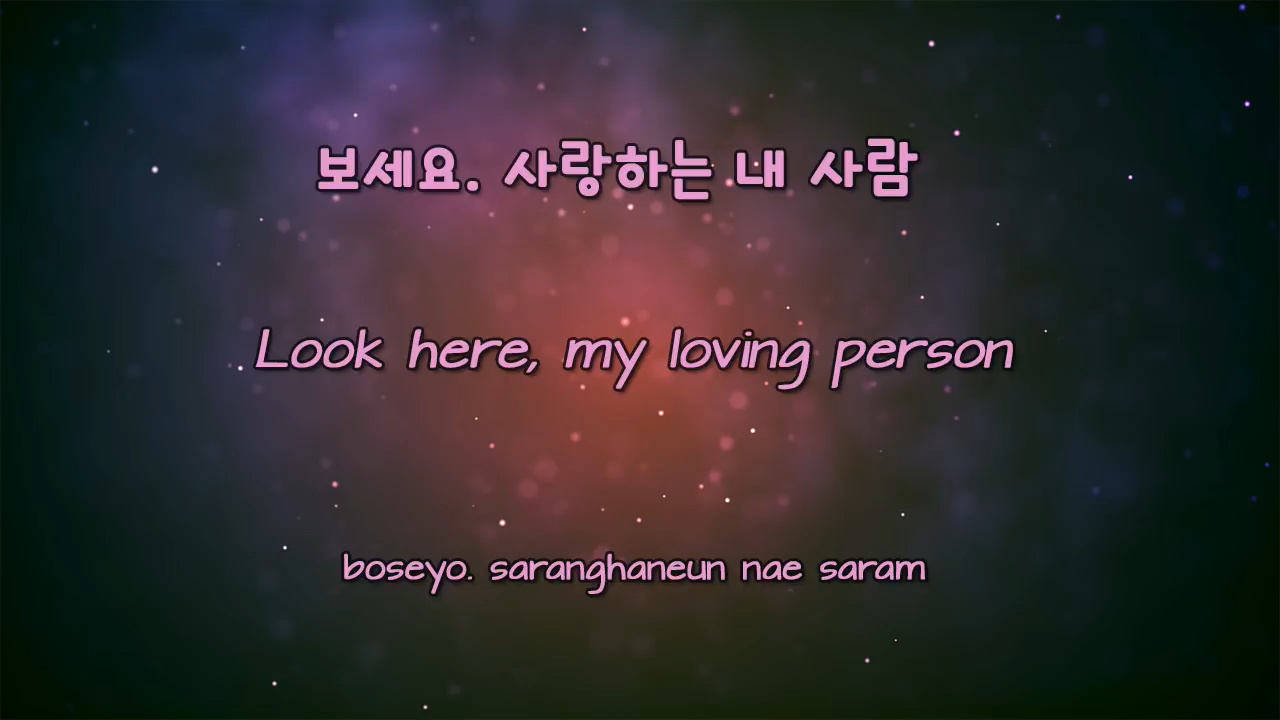 보세요. 사랑하는 내 사람
Look here, my loving person
boseyo. saranghaneun nae saram